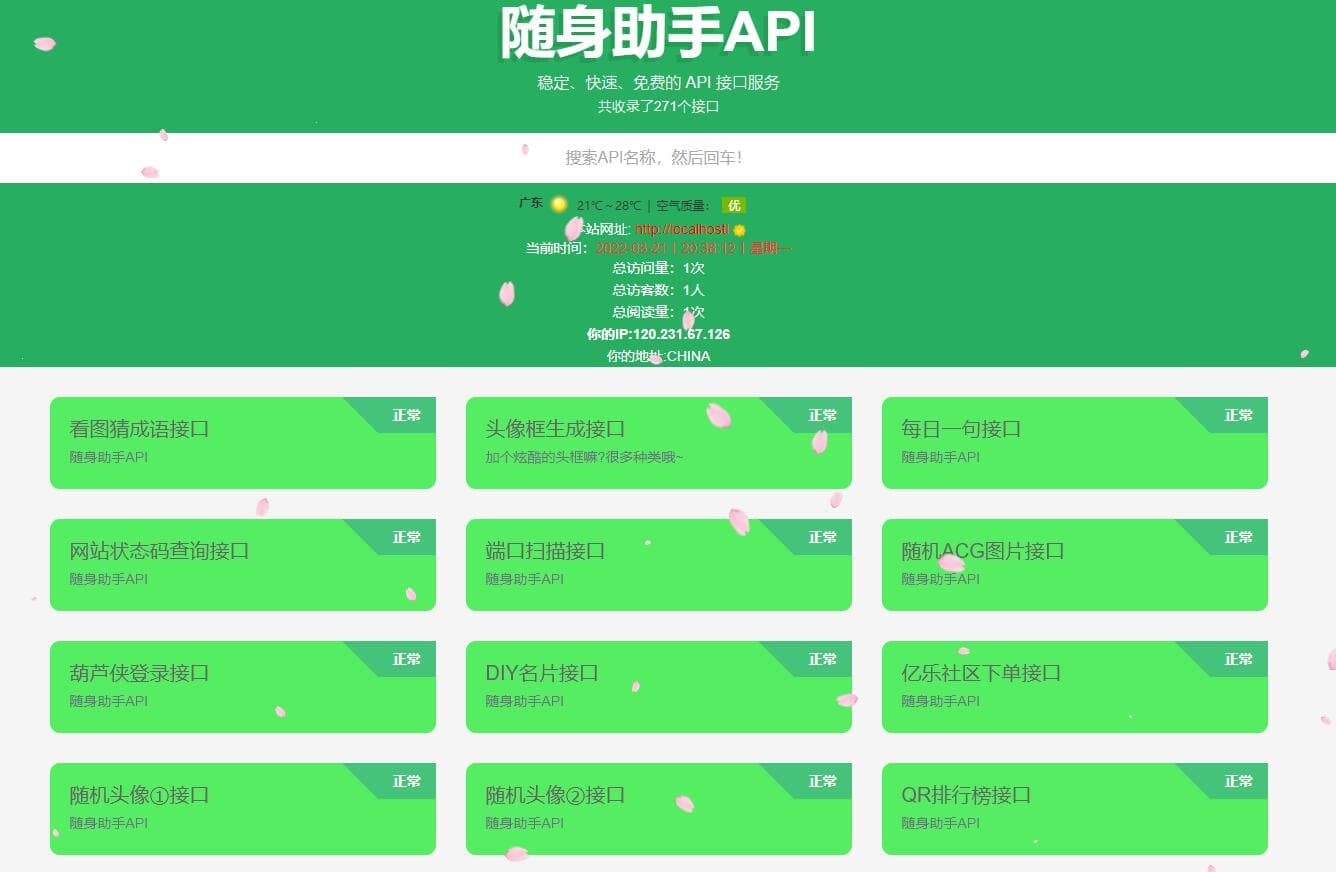 随身助手API
稳定、快速、免费的 API 接口服务
共收录了271个接口
搜索API名称，然后回车！
广东 21℃～28℃ | 空气质量： 优
本站网址: http://localhost/
当前时间：2022-03-21 | 20:38:12 | 星期一
总访问量：1次
总访客数：1人
总阅读量：1次
你的IP:120.231.67.126
你的地址:CHINA
看图猜成语接口 正常
随身助手API
头像框生成接口 正常
加个炫酷的头框嘛?很多种类哦~
每日一句接口 正常
随身助手API
网站状态码查询接口 正常
随身助手API
端口扫描接口 正常
随身助手API
随机ACG图片接口 正常
随身助手API
葫芦侠登录接口 正常
随身助手API
DIY名片接口 正常
随身助手API
亿乐社区下单接口 正常
随身助手API
随机头像①接口 正常
随身助手API
随机头像②接口 正常
随身助手API
QR排行榜接口 正常
随身助手API